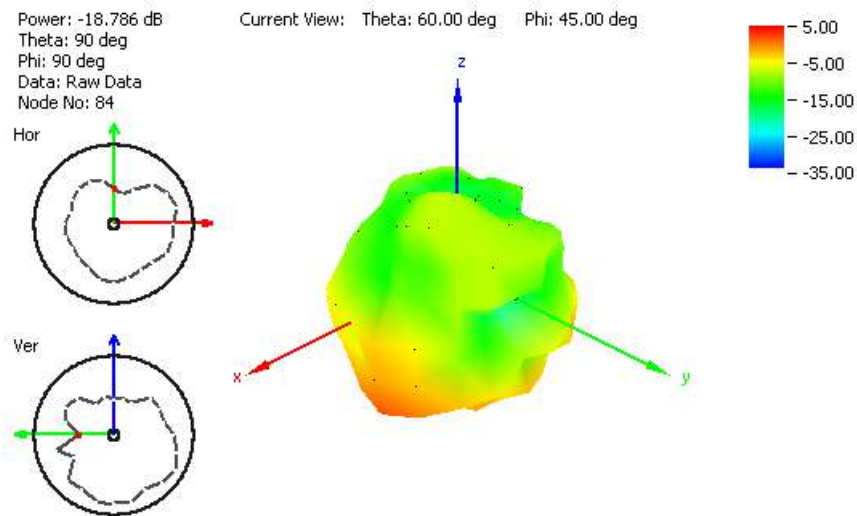 Power: -18.786 dB
Theta: 90 deg
Phi: 90 deg
Data: Raw Data
Node No: 84
Current View: Theta: 60.00 deg Phi: 45.00 deg
Hor
Ver
z
x
y
5.00
-5.00
-15.00
-25.00
-35.00